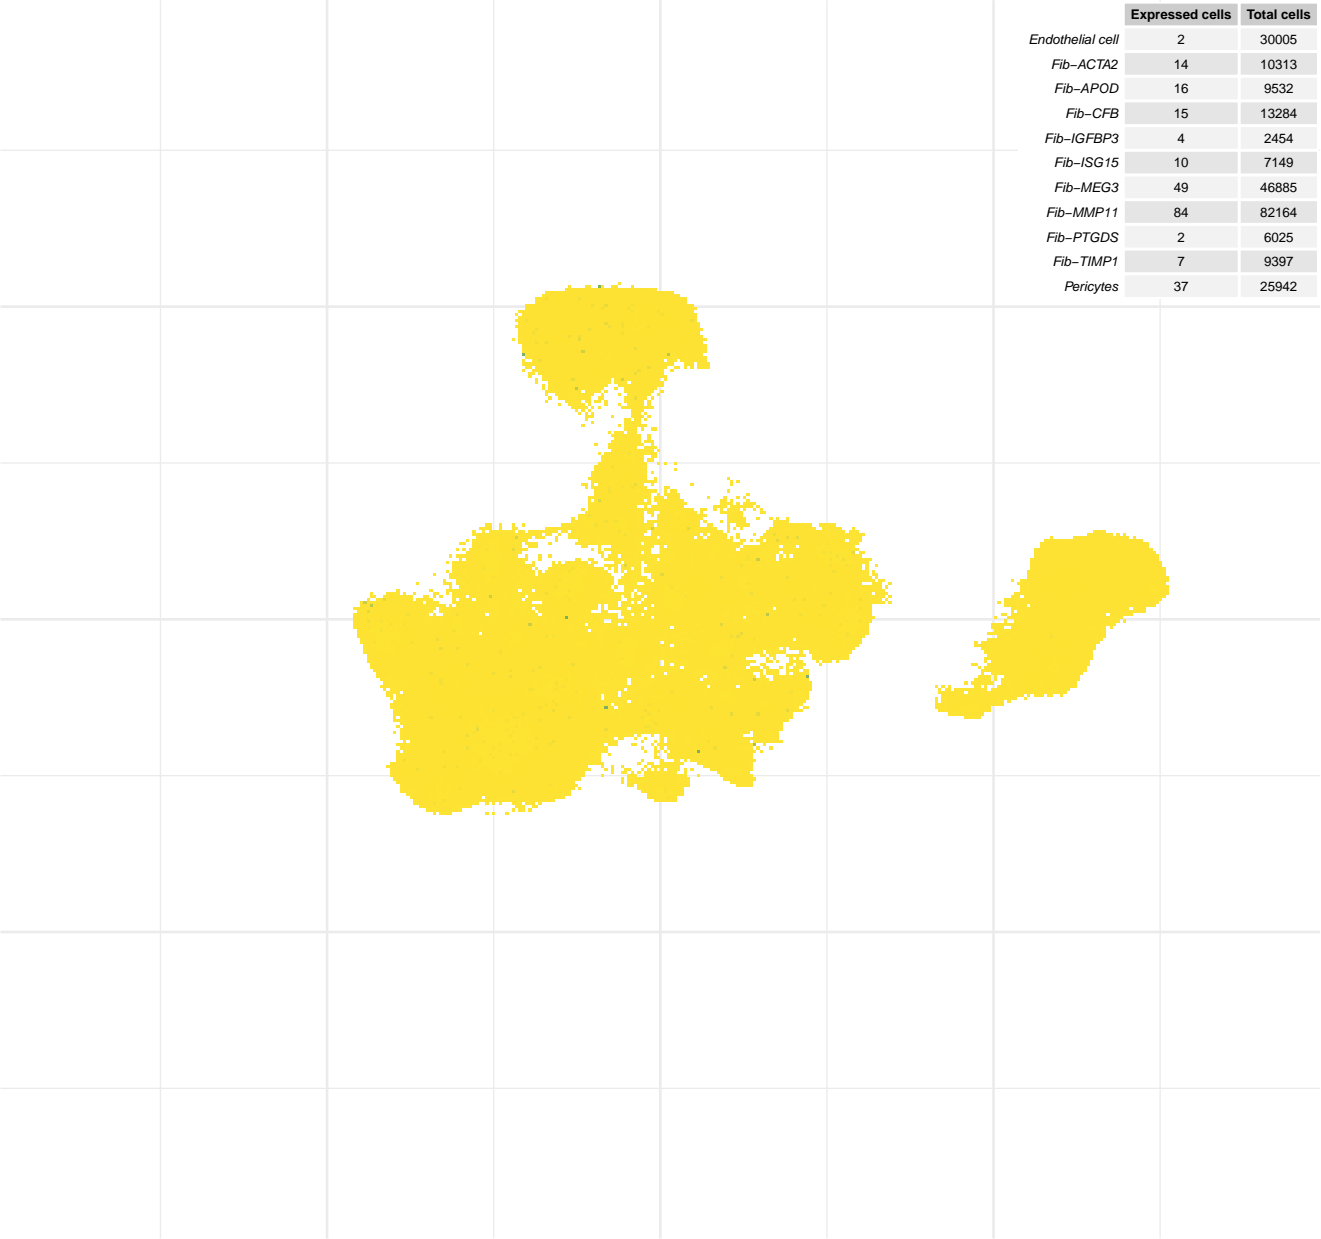 Expressed cells Total cells
Endothelial cell 2 30005
Fib−ACTA2 14 10313
Fib−APOD 16 9532
Fib−CFB 15 13284
Fib−IGFBP3 4 2454
Fib−ISG15 10 7149
Fib−MEG3 49 46885
Fib−MMP11 84 82164
Fib−PTGDS 2 6025
Fib−TIMP1 7 9397
Pericytes 37 25942